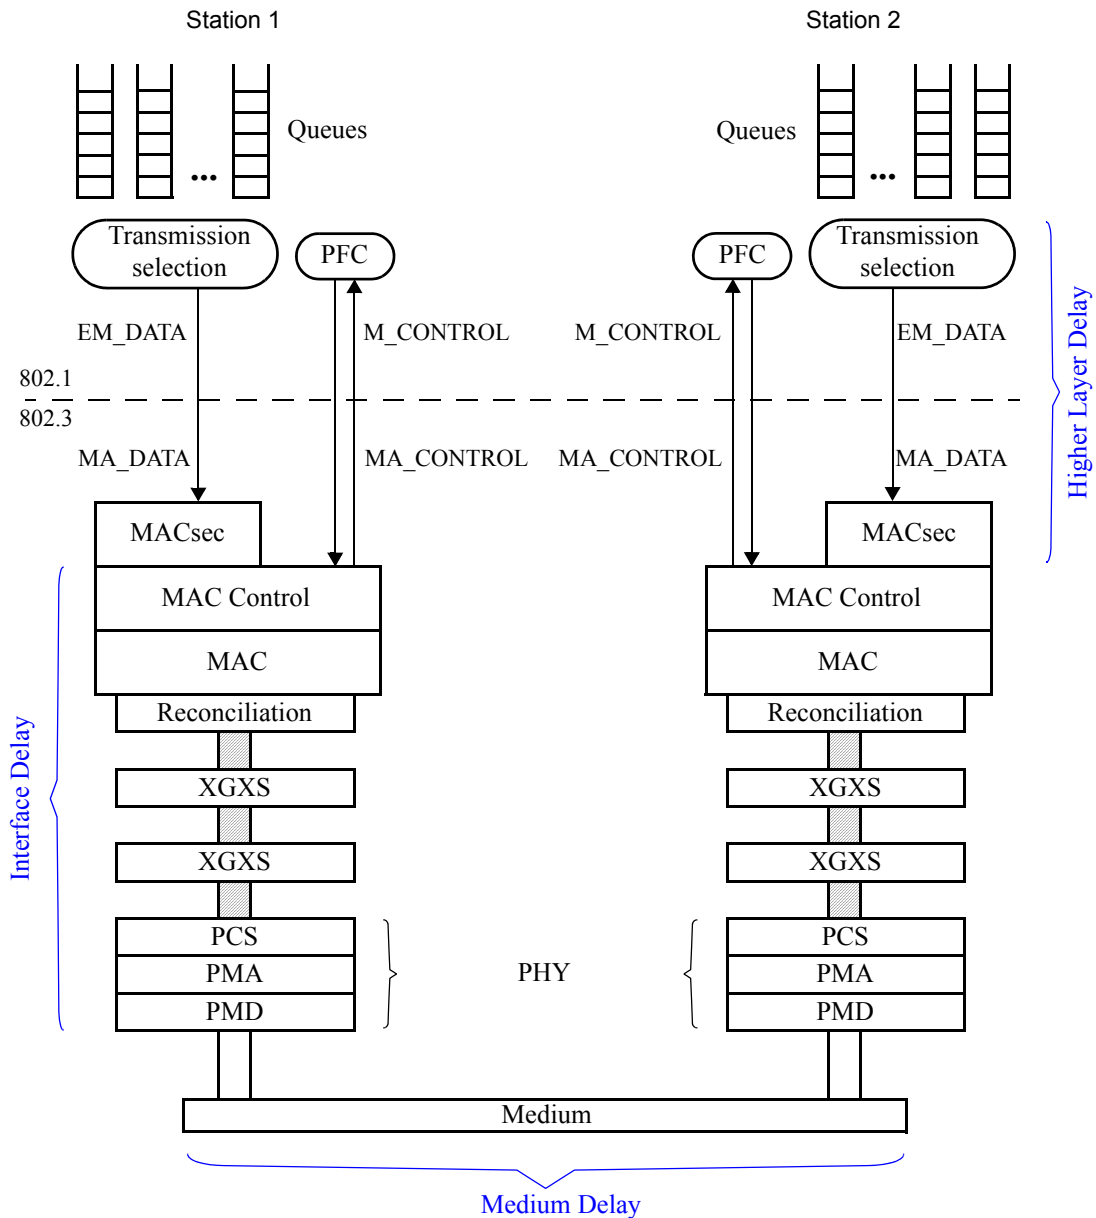 Station 1
Station 2
Queues
Queues
...
...
Transmission
selection
PFC
PFC
Transmission
selection
EM_DATA
M_CONTROL
M_CONTROL
EM_DATA
802.1
802.3
MA_DATA
MA_CONTROL
MA_CONTROL
MA_DATA
Higher Layer Delay
MACsec
MACsec
MAC Control
MAC Control
MAC
MAC
Reconciliation
Reconciliation
Interface Delay
XGXS
XGXS
XGXS
XGXS
PCS
PCS
PMA
PHY
PMA
PMD
PMD
Medium
Medium Delay